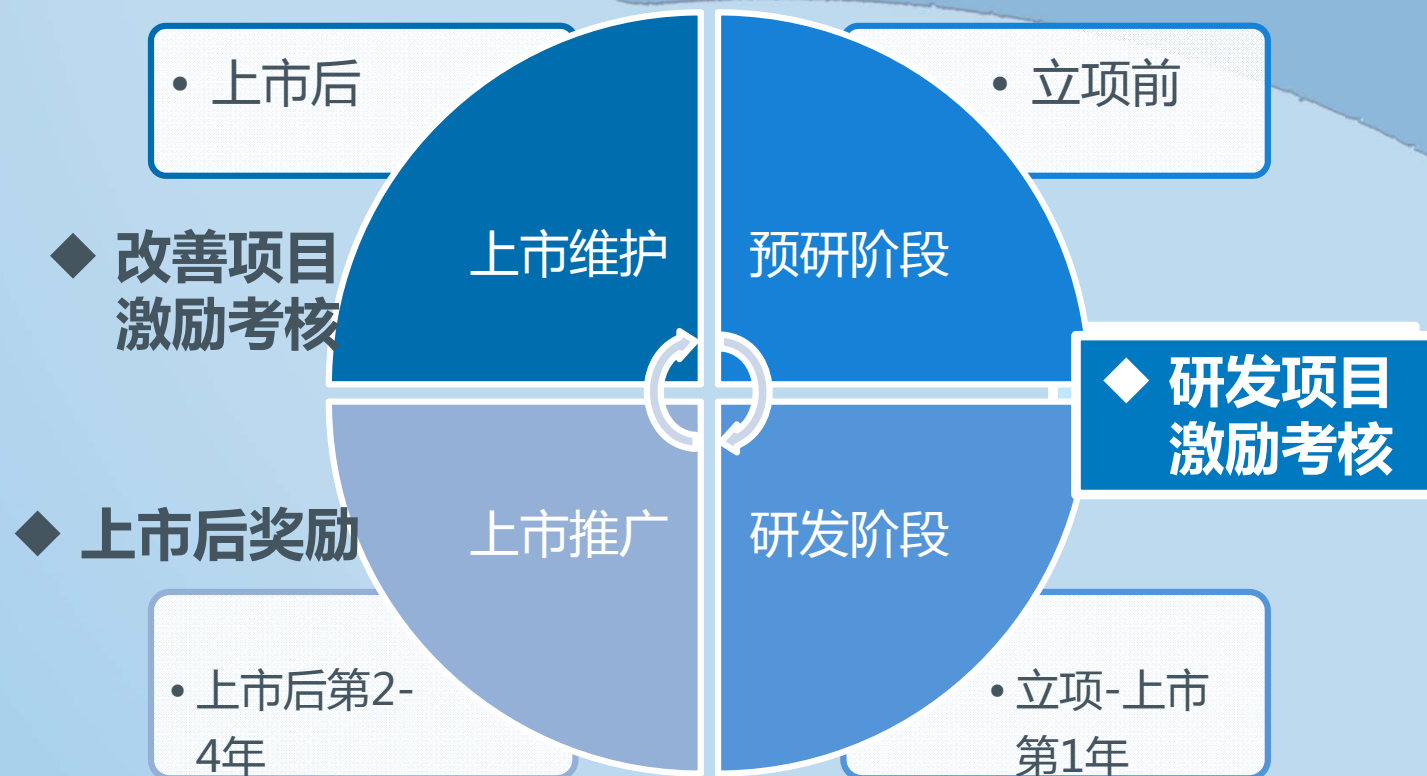 • 上市后
• 立项前
◆ 改善项目
激励考核
上市维护
预研阶段
◆ 研发项目
激励考核
◆ 上市后奖励
上市推广
研发阶段
• 上市后第2-
4年
• 立项-上市
第1年